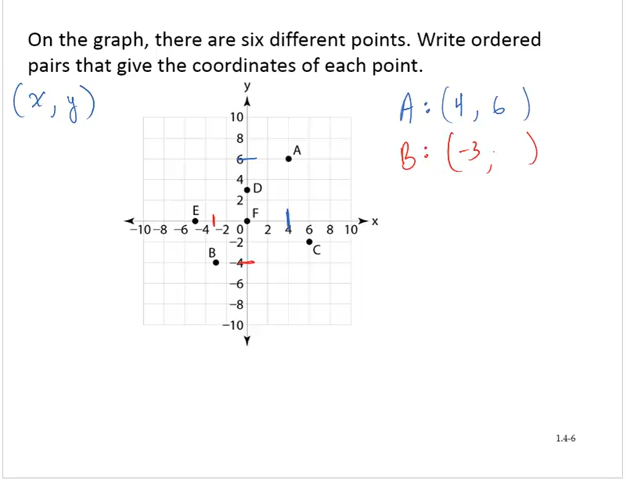 On the graph, there are six different points. Write ordered
pairs that give the coordinates of each point.
(x, y)
A: (4, 6)
B: (-3, )
y
10
8
6
A
4
D
2
E
F
x
-10 -8 -6 -4 -2 0 2 4 6 8 10
-2
C
B
-4
-6
-8
-10
1.4-6